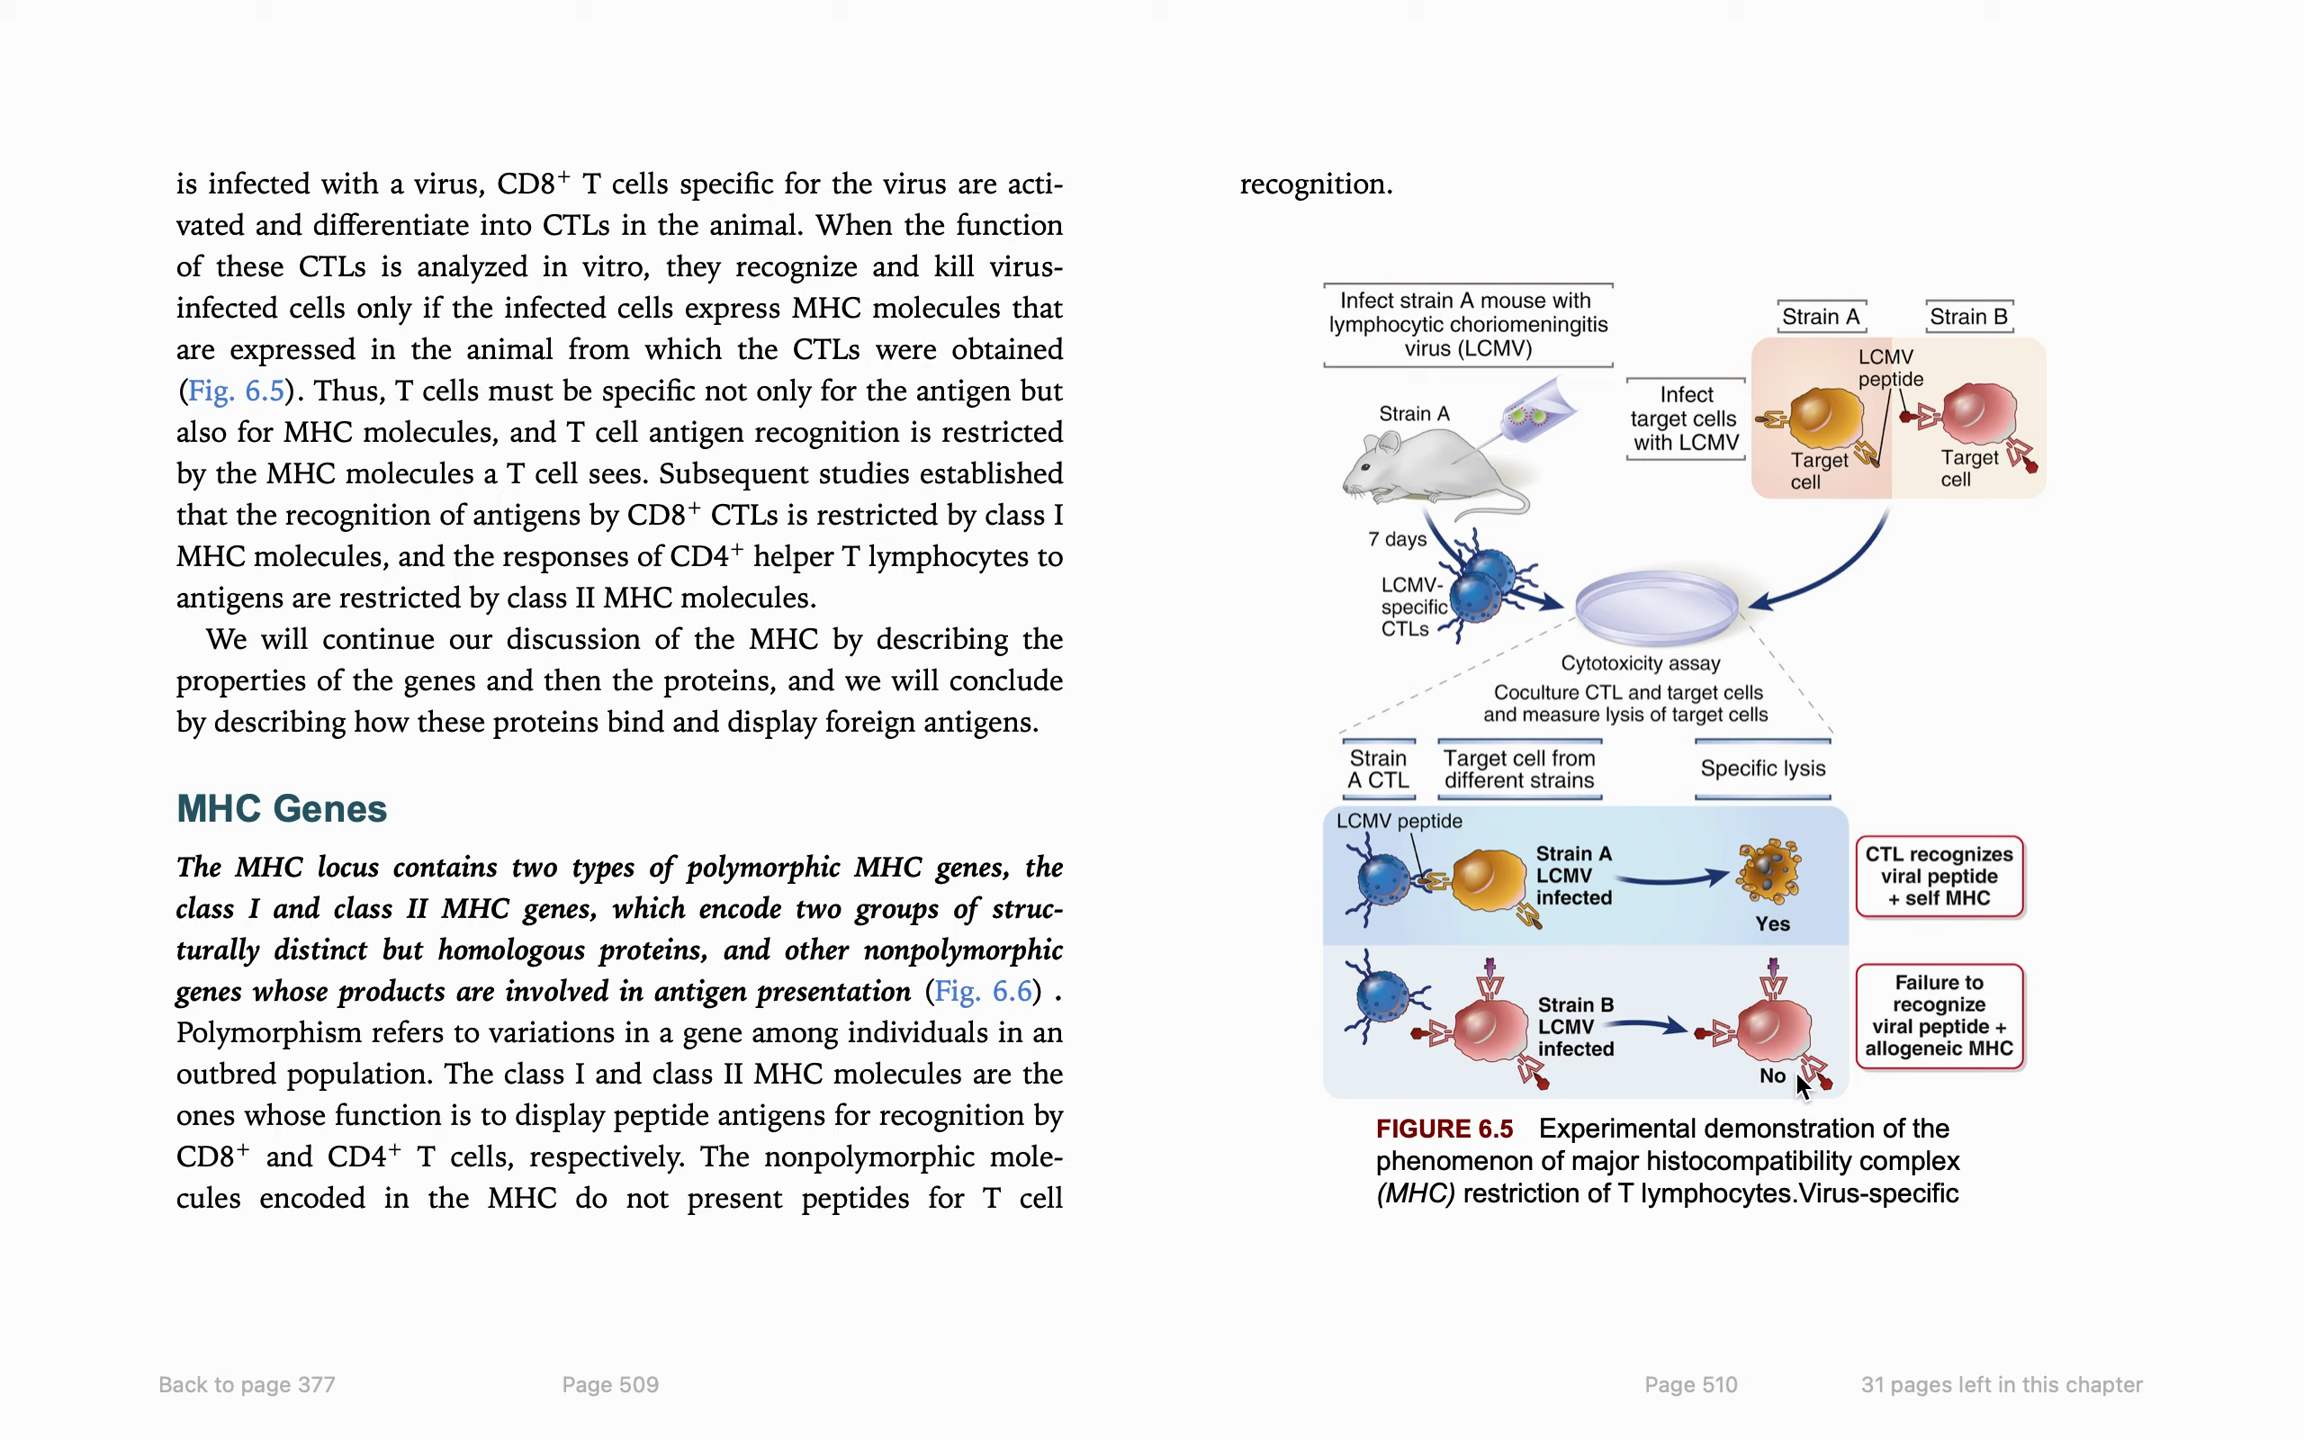 is infected with a virus, CD8+ T cells specific for the virus are acti-
vated and differentiate into CTLs in the animal. When the function
of these CTLs is analyzed in vitro, they recognize and kill virus-
infected cells only if the infected cells express MHC molecules that
are expressed in the animal from which the CTLs were obtained
(Fig. 6.5). Thus, T cells must be specific not only for the antigen but
also for MHC molecules, and T cell antigen recognition is restricted
by the MHC molecules a T cell sees. Subsequent studies established
that the recognition of antigens by CD8+ CTLs is restricted by class I
MHC molecules, and the responses of CD4+ helper T lymphocytes to
antigens are restricted by class II MHC molecules.
We will continue our discussion of the MHC by describing the
properties of the genes and then the proteins, and we will conclude
by describing how these proteins bind and display foreign antigens.
MHC Genes
The MHC locus contains two types of polymorphic MHC genes, the
class I and class II MHC genes, which encode two groups of struc-
turally distinct but homologous proteins, and other nonpolymorphic
genes whose products are involved in antigen presentation (Fig. 6.6) .
Polymorphism refers to variations in a gene among individuals in an
outbred population. The class I and class II MHC molecules are the
ones whose function is to display peptide antigens for recognition by
CD8+ and CD4+ T cells, respectively. The nonpolymorphic mole-
cules encoded in the MHC do not present peptides for T cell
recognition.
Infect strain A mouse with
lymphocytic choriomeningitis
virus (LCMV)
Strain A
Strain B
Infect
target cells
with LCMV
LCMV
peptide
Target
cell
Target
cell
Strain A
7 days
LCMV-
specific
CTLs
Cytotoxicity assay
Coculture CTL and target cells
and measure lysis of target cells
Strain
A CTL
Target cell from
different strains
Specific lysis
LCMV peptide
Strain A
LCMV
infected
Yes
CTL recognizes
viral peptide
+ self MHC
Strain B
LCMV
infected
No
Failure to
recognize
viral peptide +
allogeneic MHC
FIGURE 6.5 Experimental demonstration of the
phenomenon of major histocompatibility complex
(MHC) restriction of T lymphocytes.Virus-specific
Back to page 377
Page 509
Page 510
31 pages left in this chapter